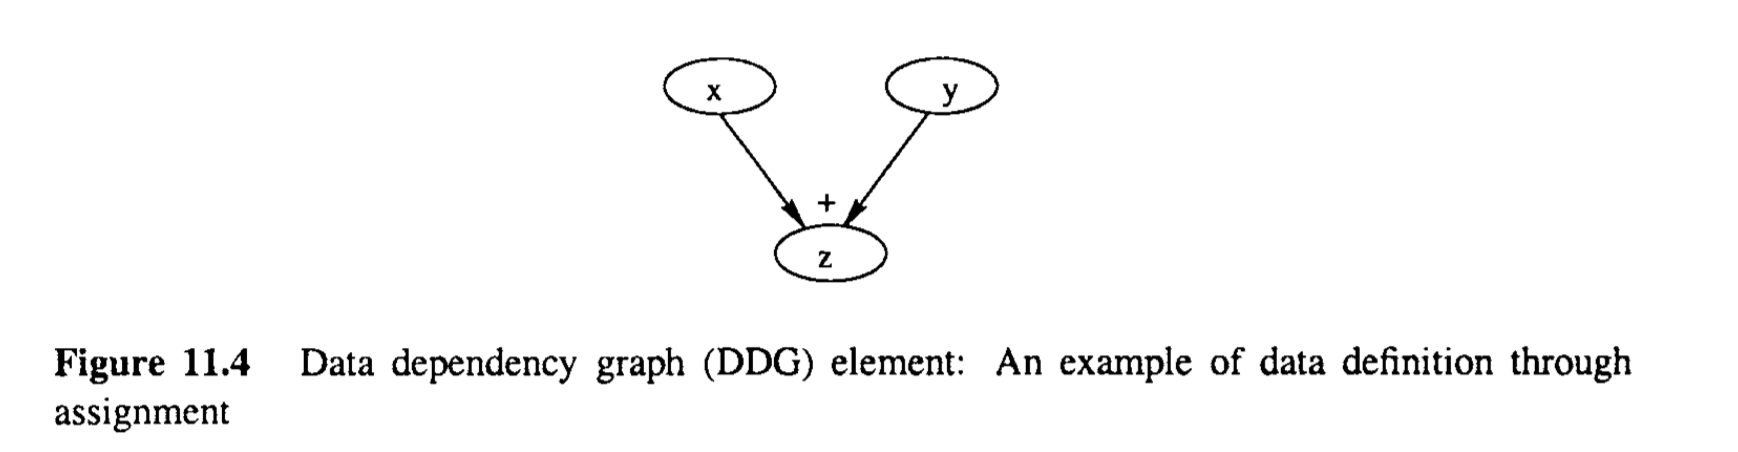 x y
+
z
Figure 11.4 Data dependency graph (DDG) element: An example of data definition through
assignment